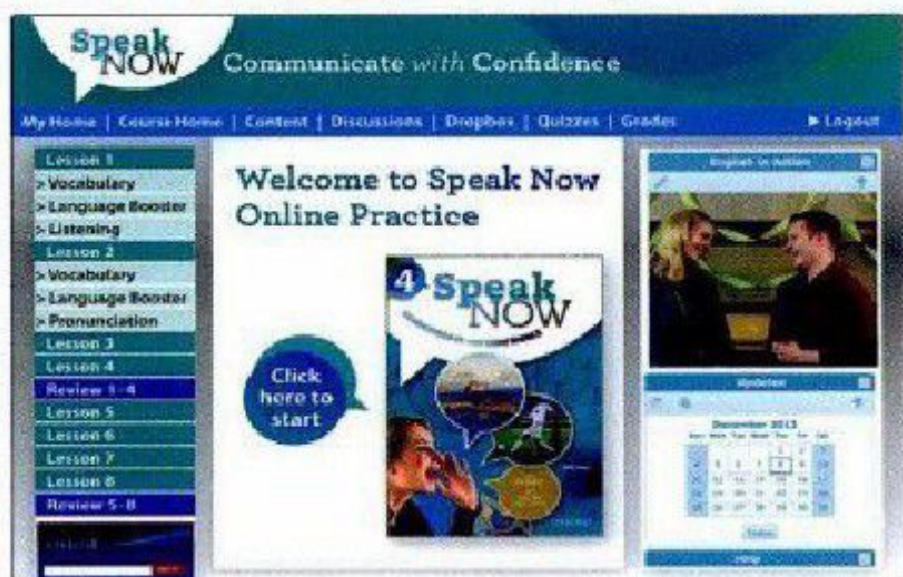 Speak
NOW
Communicate with Confidence
My Home | Course Home | Content | Discussions | Dropbox | Quizzes | Grades
Logout
Lesson 1
> Vocabulary
> Language Booster
> Listening
Lesson 2
> Vocabulary
> Language Booster
> Pronunciation
Lesson 3
Lesson 4
Review 1-4
Lesson 5
Lesson 6
Lesson 7
Lesson 8
Review 5-8
Welcome to Speak Now
Online Practice
Click
here to
start
4 Speak
NOW
English in Action
Updates
Help